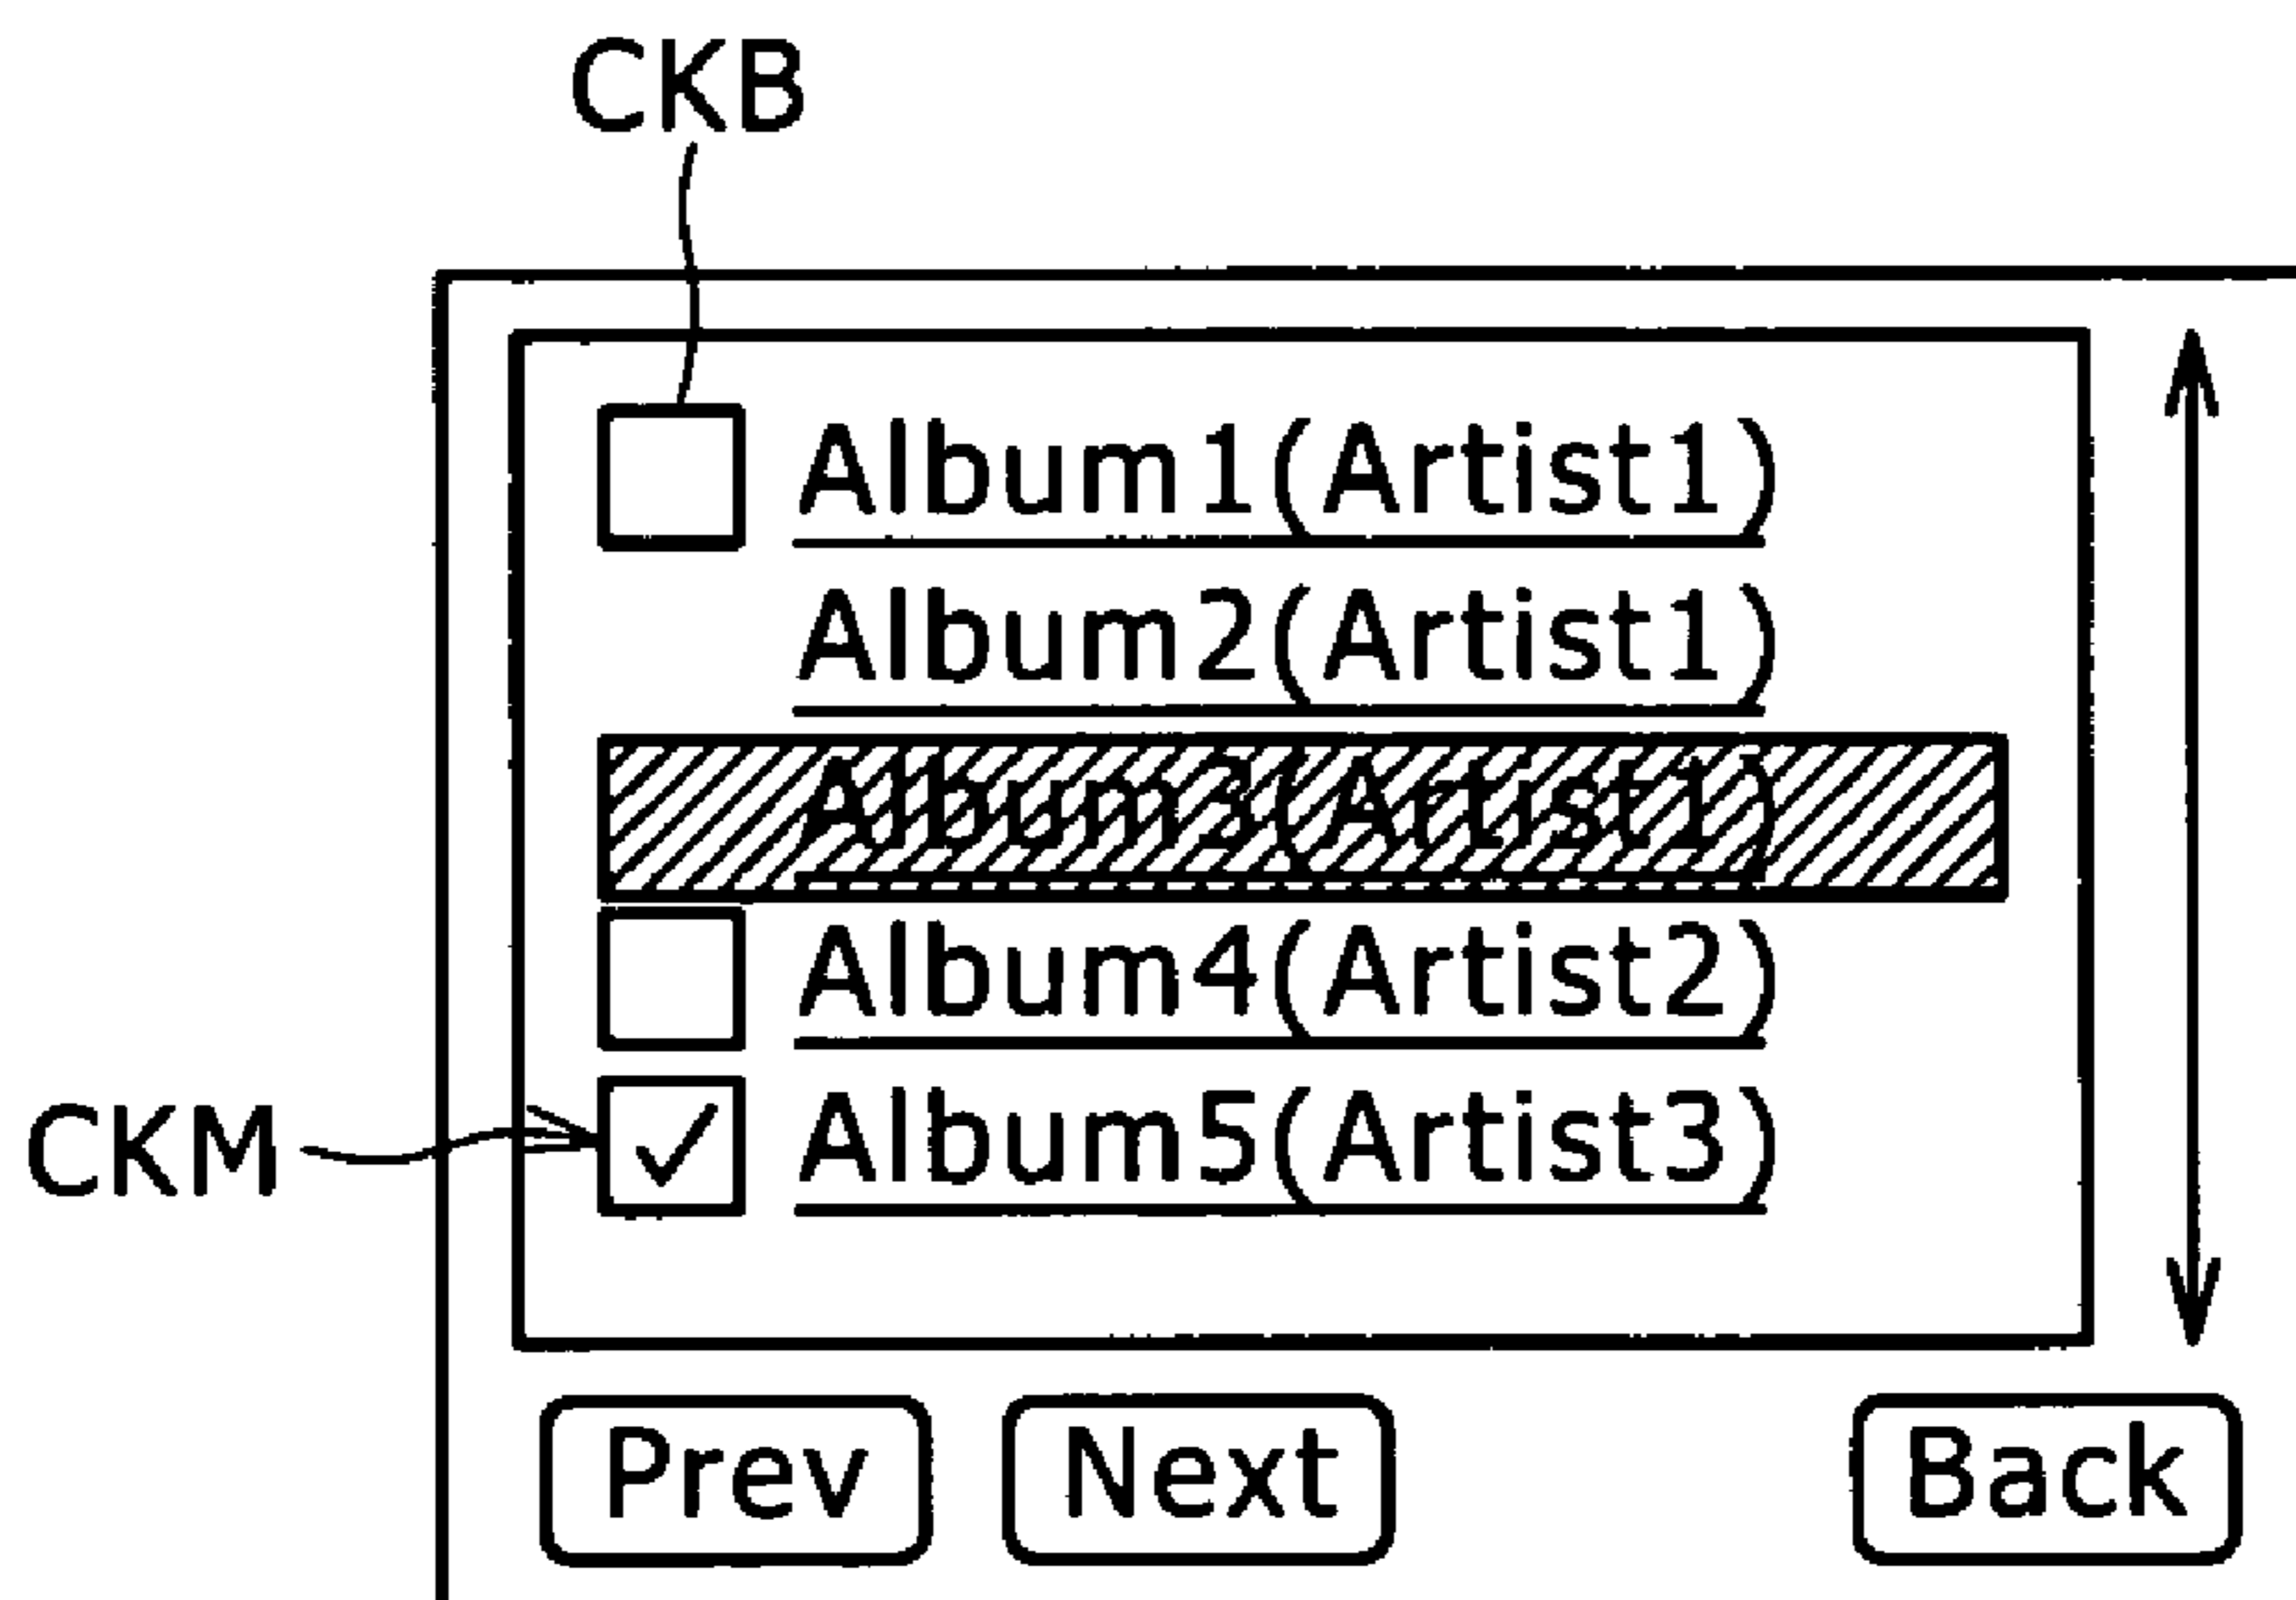 CKB
Album1(Artist1)
Album2(Artist1)
Album3(Artist1)
Album4(Artist2)
CKM
Album5(Artist3)
Prev Next Back